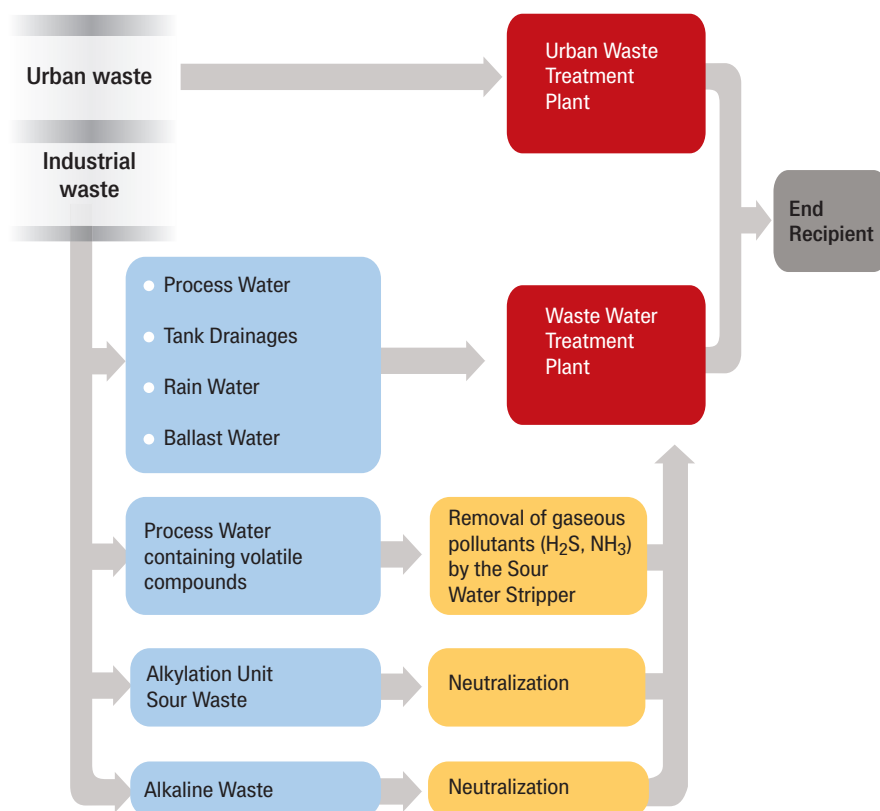 Urban waste
Urban Waste
Treatment
Plant
Industrial
waste
End
Recipient
Process Water
Tank Drainages
Rain Water
Ballast Water
Waste Water
Treatment
Plant
Process Water
containing volatile
compounds
Removal of gaseous
pollutants (H₂S, NH₃)
by the Sour
Water Stripper
Alkylation Unit
Sour Waste
Neutralization
Alkaline Waste
Neutralization